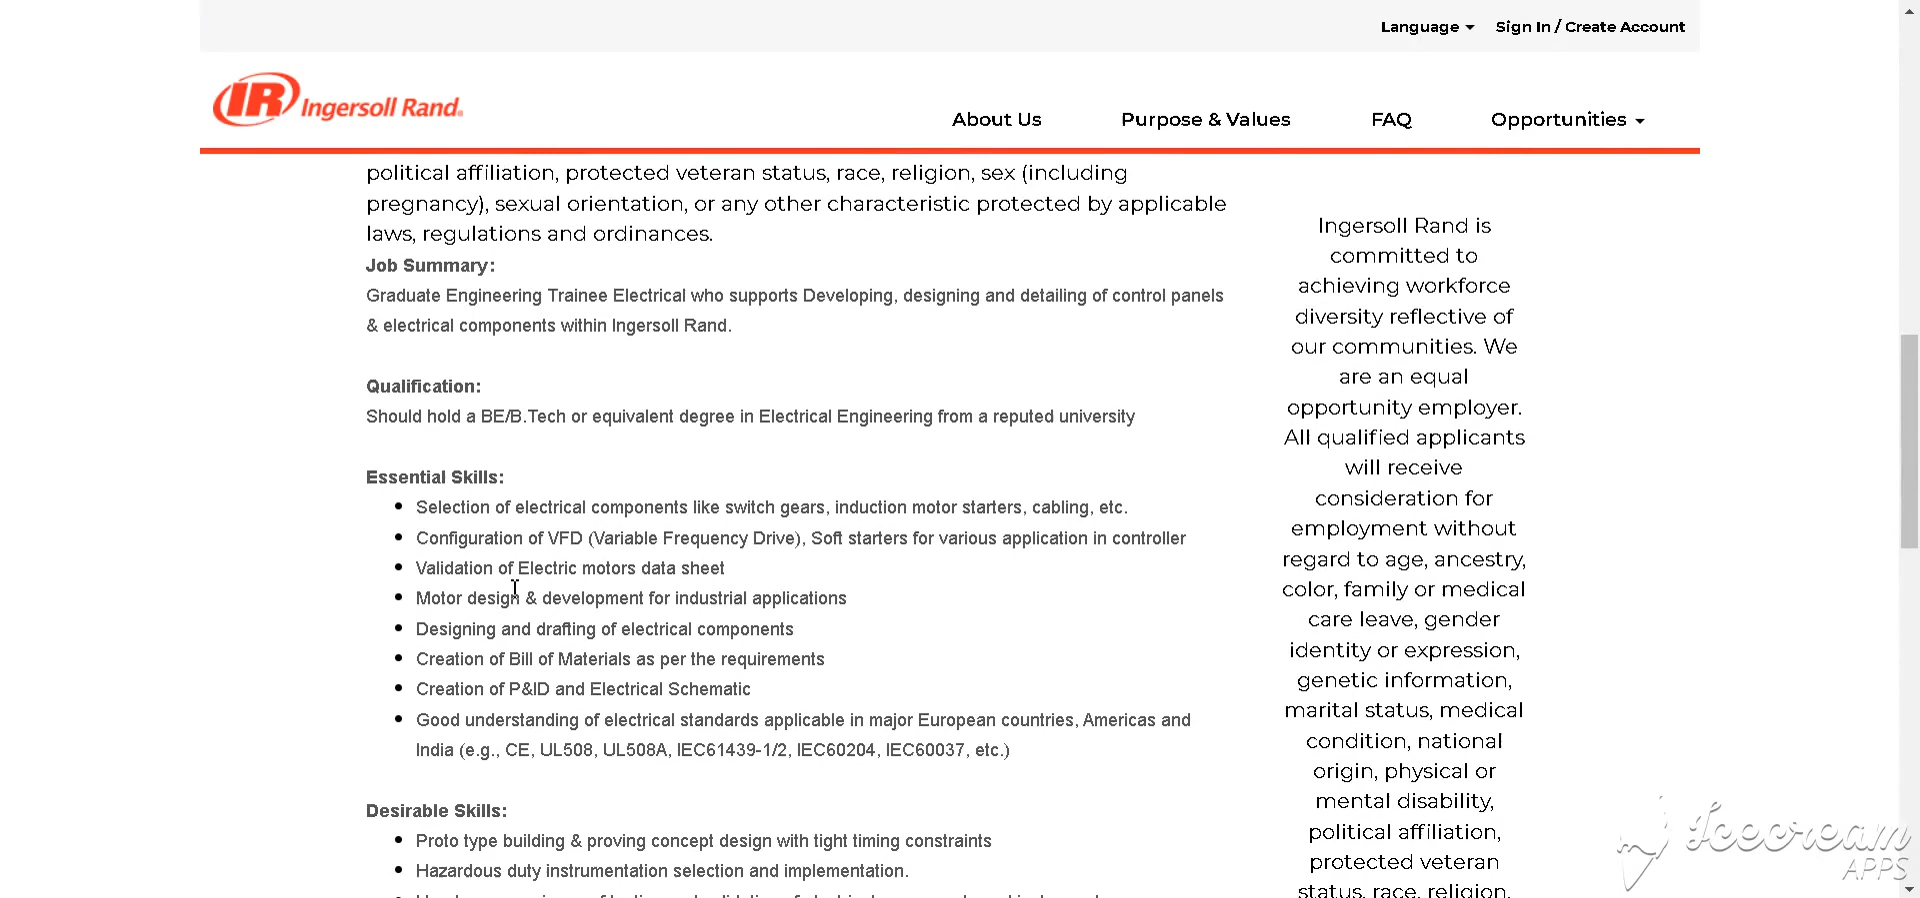 Language
Sign In / Create Account
IR Ingersoll Rand®
About Us
Purpose & Values
FAQ
Opportunities
political affiliation, protected veteran status, race, religion, sex (including
pregnancy), sexual orientation, or any other characteristic protected by applicable
laws, regulations and ordinances.
Job Summary:
Graduate Engineering Trainee Electrical who supports Developing, designing and detailing of control panels
& electrical components within Ingersoll Rand.
Qualification:
Should hold a BE/B.Tech or equivalent degree in Electrical Engineering from a reputed university
Essential Skills:
Selection of electrical components like switch gears, induction motor starters, cabling, etc.
Configuration of VFD (Variable Frequency Drive), Soft starters for various application in controller
Validation of Electric motors data sheet
Motor design & development for industrial applications
Designing and drafting of electrical components
Creation of Bill of Materials as per the requirements
Creation of P&ID and Electrical Schematic
Good understanding of electrical standards applicable in major European countries, Americas and
India (e.g., CE, UL508, UL508A, IEC61439-1/2, IEC60204, IEC60037, etc.)
Desirable Skills:
Proto type building & proving concept design with tight timing constraints
Hazardous duty instrumentation selection and implementation.
Ingersoll Rand is
committed to
achieving workforce
diversity reflective of
our communities. We
are an equal
opportunity employer.
All qualified applicants
will receive
consideration for
employment without
regard to age, ancestry,
color, family or medical
care leave, gender
identity or expression,
genetic information,
marital status, medical
condition, national
origin, physical or
mental disability,
political affiliation,
protected veteran
status, race, religion,
Icecream
APPS